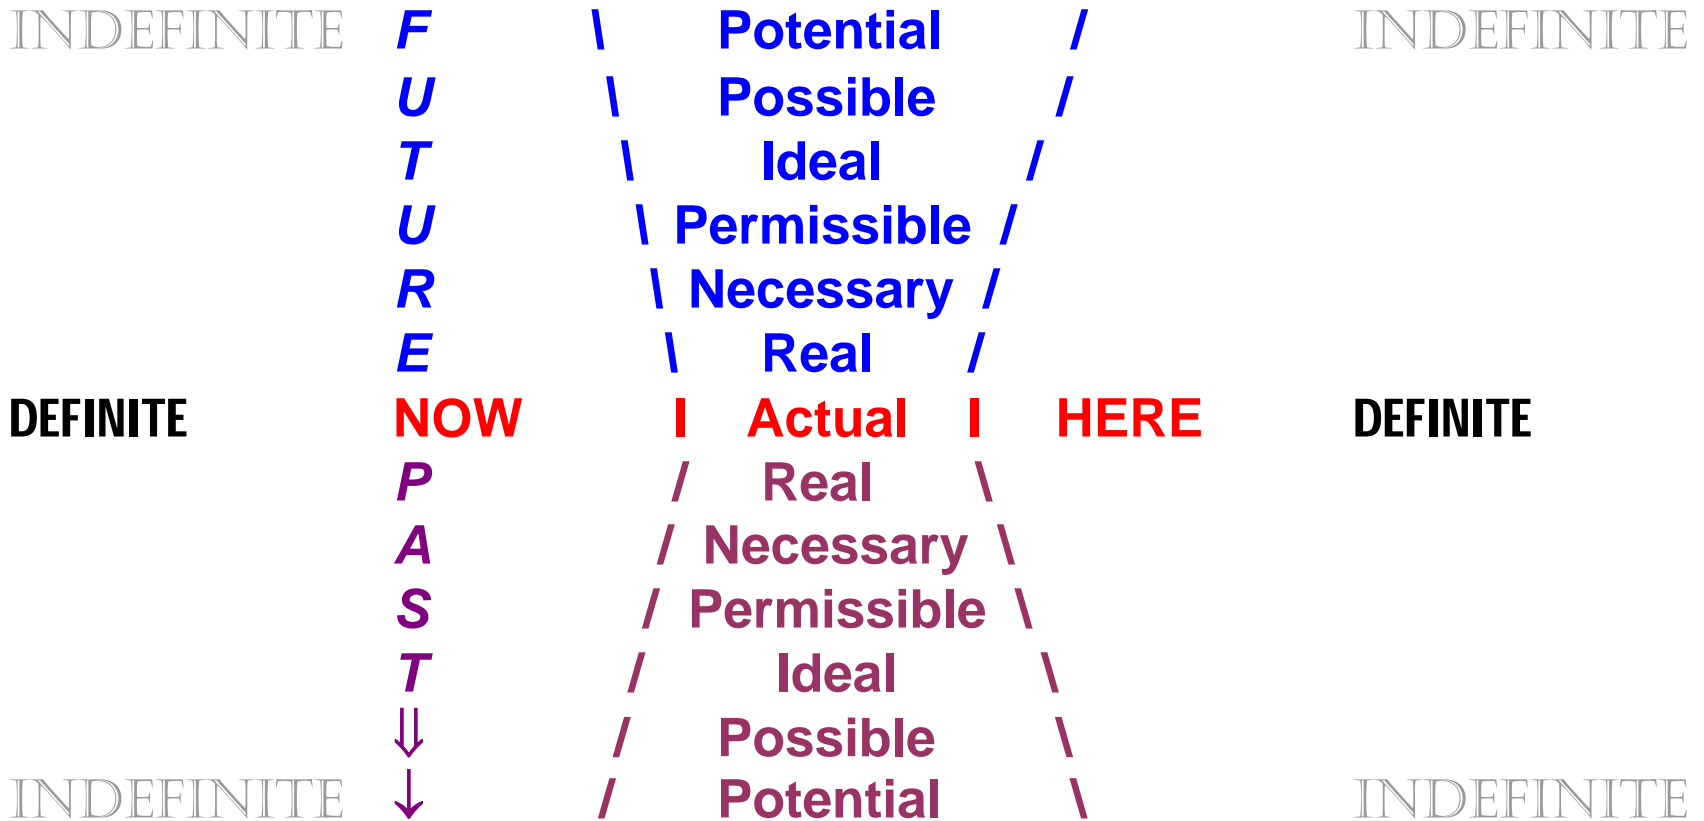 INDEFINITE F \ Potential / INDEFINITE
U \ Possible /
T \ Ideal /
U \ Permissible /
R \ Necessary /
E \ Real /
DEFINITE NOW I Actual I HERE DEFINITE
P / Real \
A / Necessary \
S / Permissible \
T / Ideal \
⇓ / Possible \
INDEFINITE ↓ / Potential \ INDEFINITE